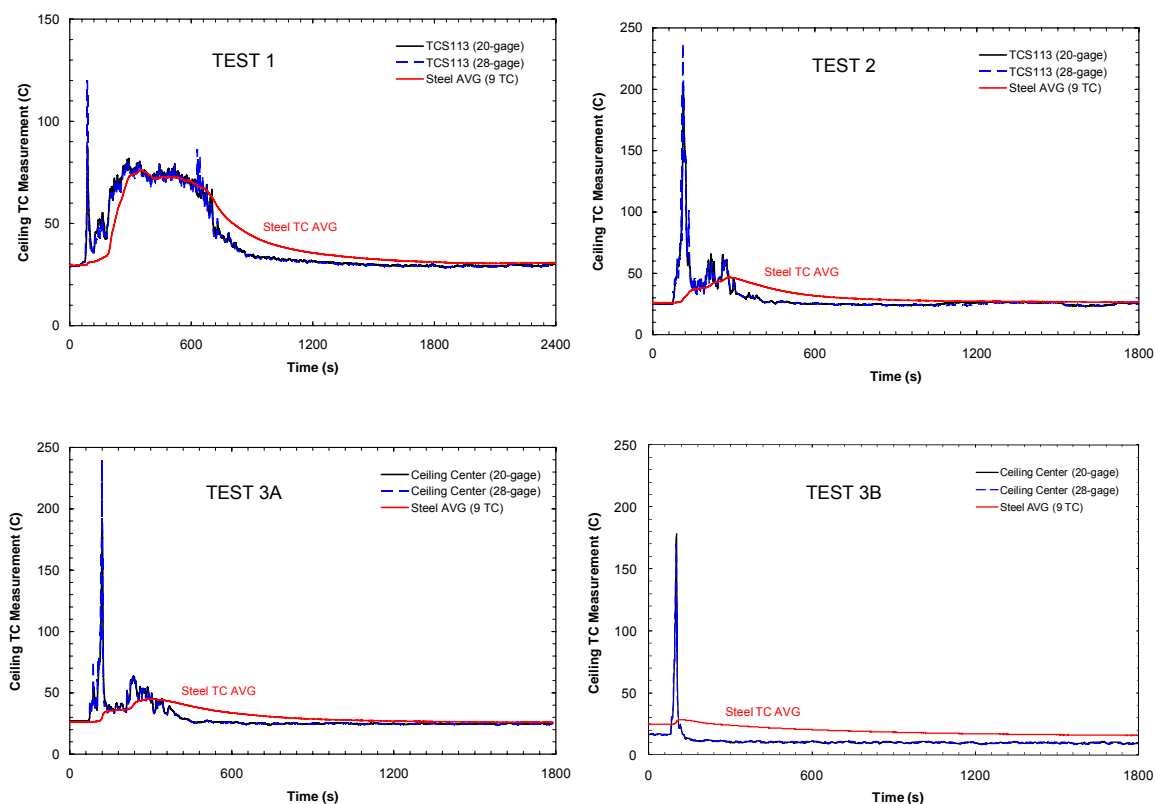 TEST 1
TCS113 (20-gage)
TCS113 (28-gage)
Steel AVG (9 TC)
Steel TC AVG
Ceiling TC Measurement (C)
150
100
50
0
0 600 1200 1800 2400
Time (s)
TEST 2
TCS113 (20-gage)
TCS113 (28-gage)
Steel AVG (9 TC)
Steel TC AVG
Ceiling TC Measurement (C)
250
200
150
100
50
0
0 600 1200 1800
Time (s)
TEST 3A
Ceiling Center (20-gage)
Ceiling Center (28-gage)
Steel AVG (9 TC)
Steel TC AVG
Ceiling TC Measurement (C)
250
200
150
100
50
0
0 600 1200 1800
Time (s)
TEST 3B
Ceiling Center (20-gage)
Ceiling Center (28-gage)
Steel AVG (9 TC)
Steel TC AVG
Ceiling TC Measurement (C)
250
200
150
100
50
0
0 600 1200 1800
Time (s)